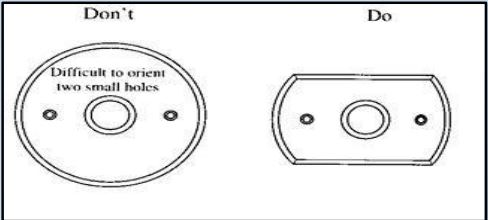 Don't
Do
Difficult to orient
two small holes